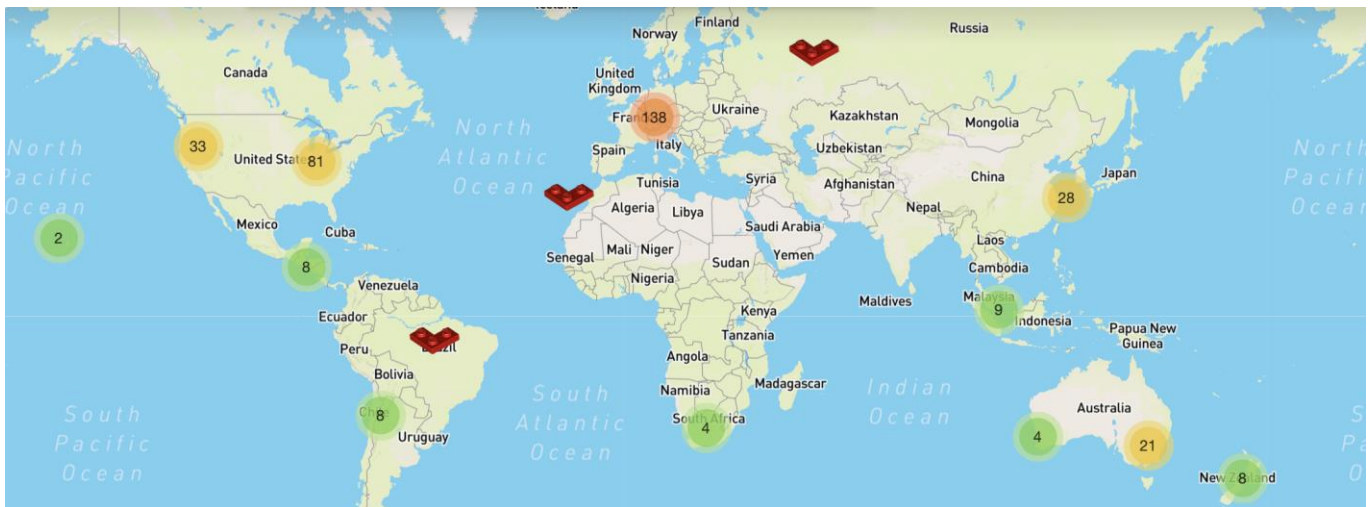 Finland
Norway
Russia
Canada
United
Kingdom
138
Ukraine
Kazakhstan
Mongolia
North
Atlantic
Ocean
33
United
81
Spain
Italy
Uzbekistan
North
Pacific
Ocean
Tunisia
Syria
Afghanistan
China
Japan
North
28
Algeria
Libya
Nepal
Mexico
Cuba
2
Saudi Arabia
Mali
Niger
Laos
Senegal
Sudan
Yemen
8
Nigeria
Cambodia
Venezuela
Malaysia
Maldives
9
Ecuador
Kenya
Indonesia
Papua New
Guinea
Tanzania
Peru
Angola
Bolivia
Madagascar
Namibia
Indian
Ocean
South
Pacific
Ocean
8
South
Atlantic
Ocean
South Africa
4
Australia
Uruguay
4
21
8